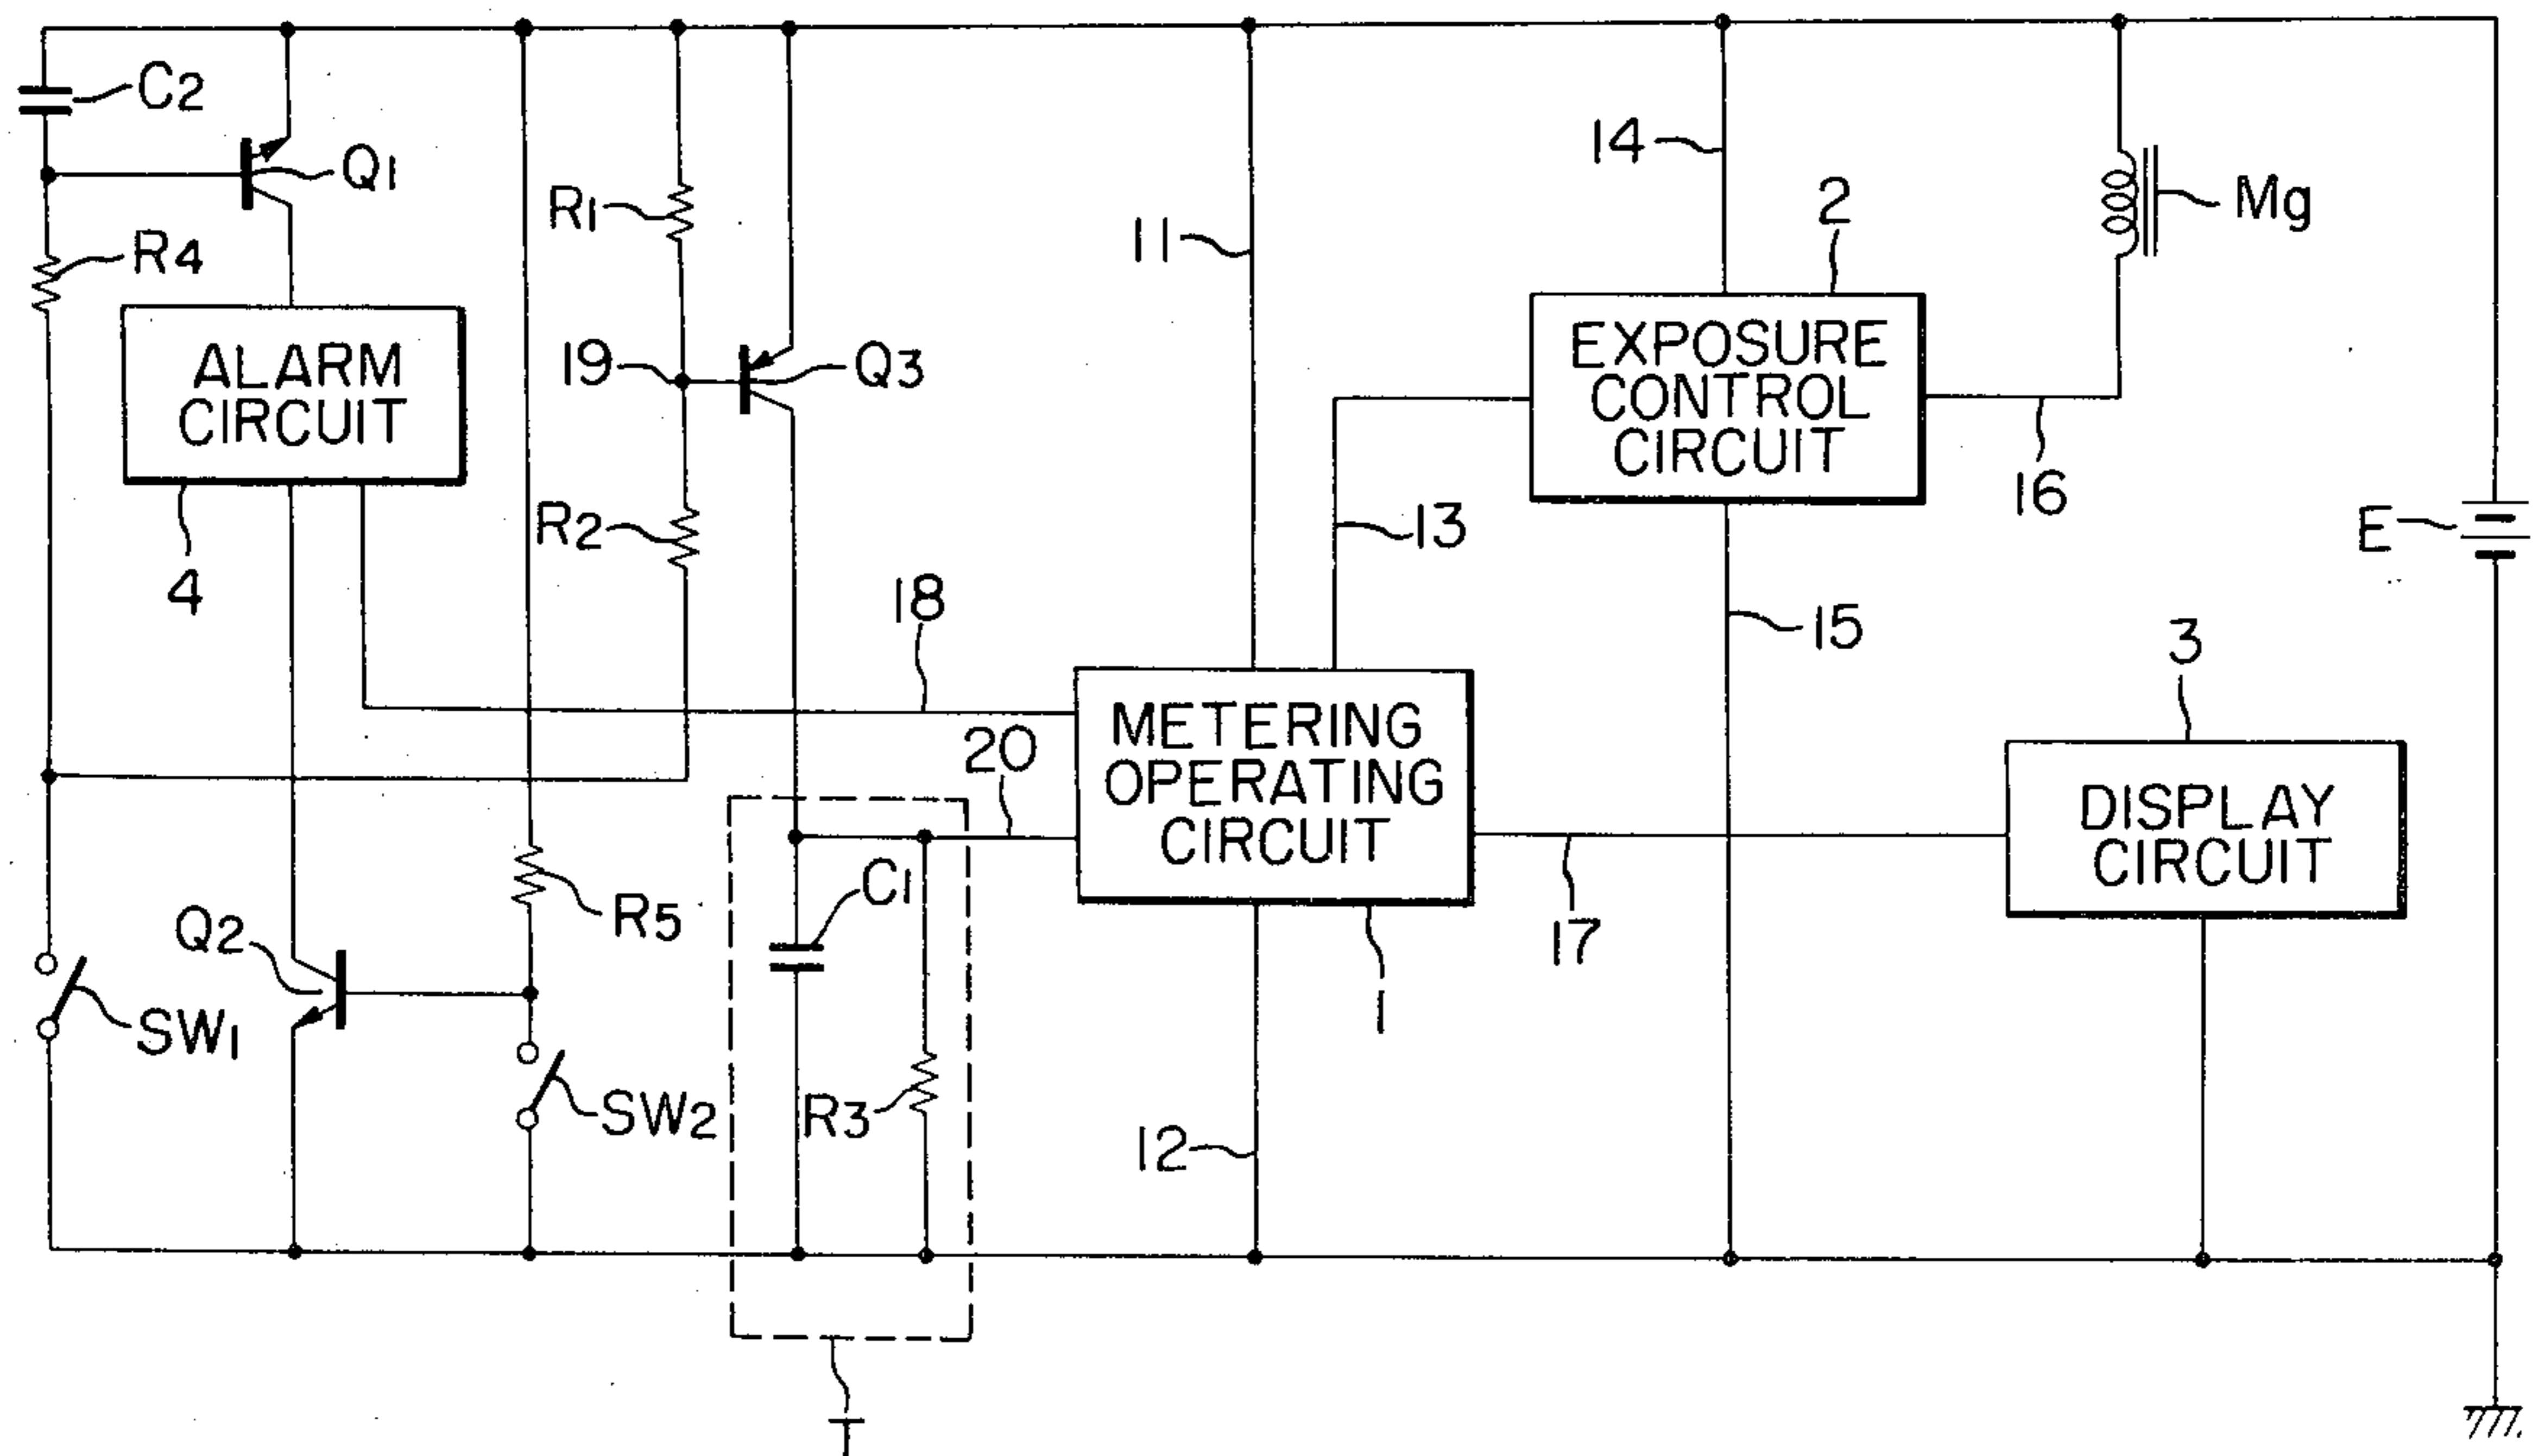 C2
Q1
R4
ALARM
CIRCUIT
4
R1
19
Q3
R2
18
20
11
13
14
2
EXPOSURE
CONTROL
CIRCUIT
Mg
16
15
E
3
METERING
OPERATING
CIRCUIT
1
17
DISPLAY
CIRCUIT
Q2
SW1
R5
SW2
C1
R3
12
T